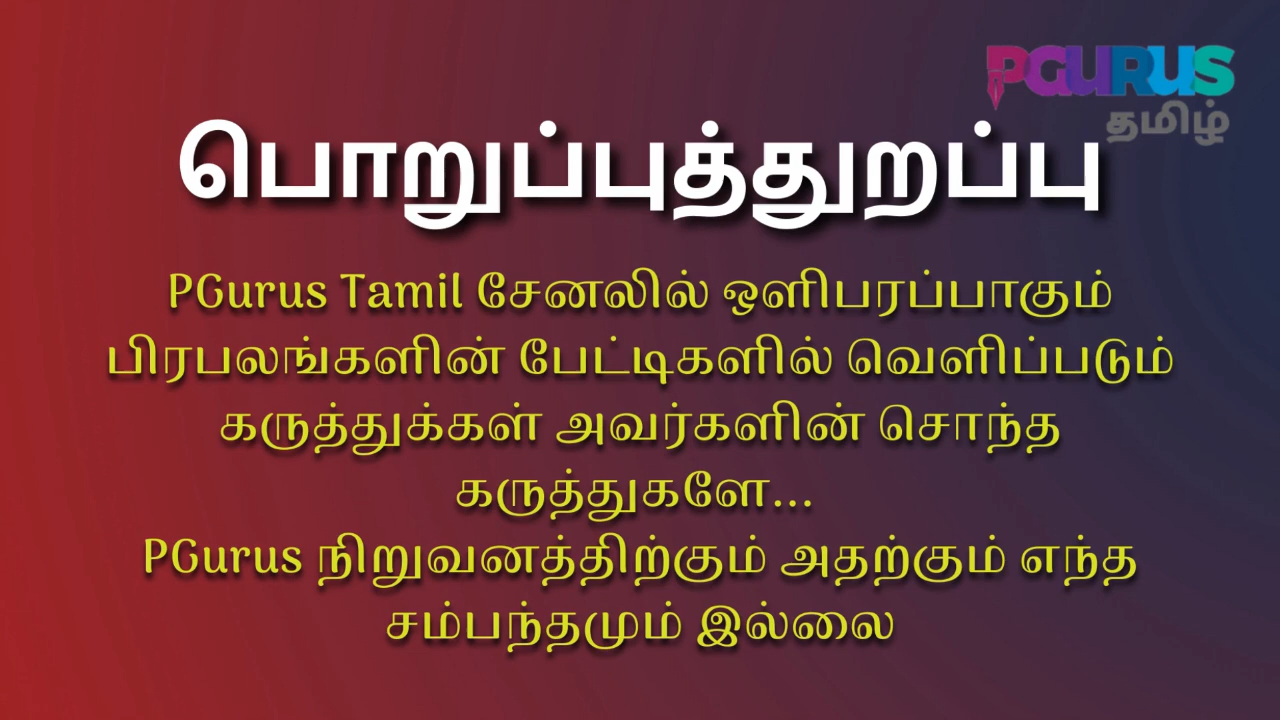 PGURUS
தமிழ்
பொறுப்புத்துறப்பு
PGurus Tamil சேனலில் ஒளிபரப்பாகும்
பிரபலங்களின் பேட்டிகளில் வெளிப்படும்
கருத்துக்கள் அவர்களின் சொந்த
கருத்துகளே...
PGurus நிறுவனத்திற்கும் அதற்கும் எந்த
சம்பந்தமும் இல்லை